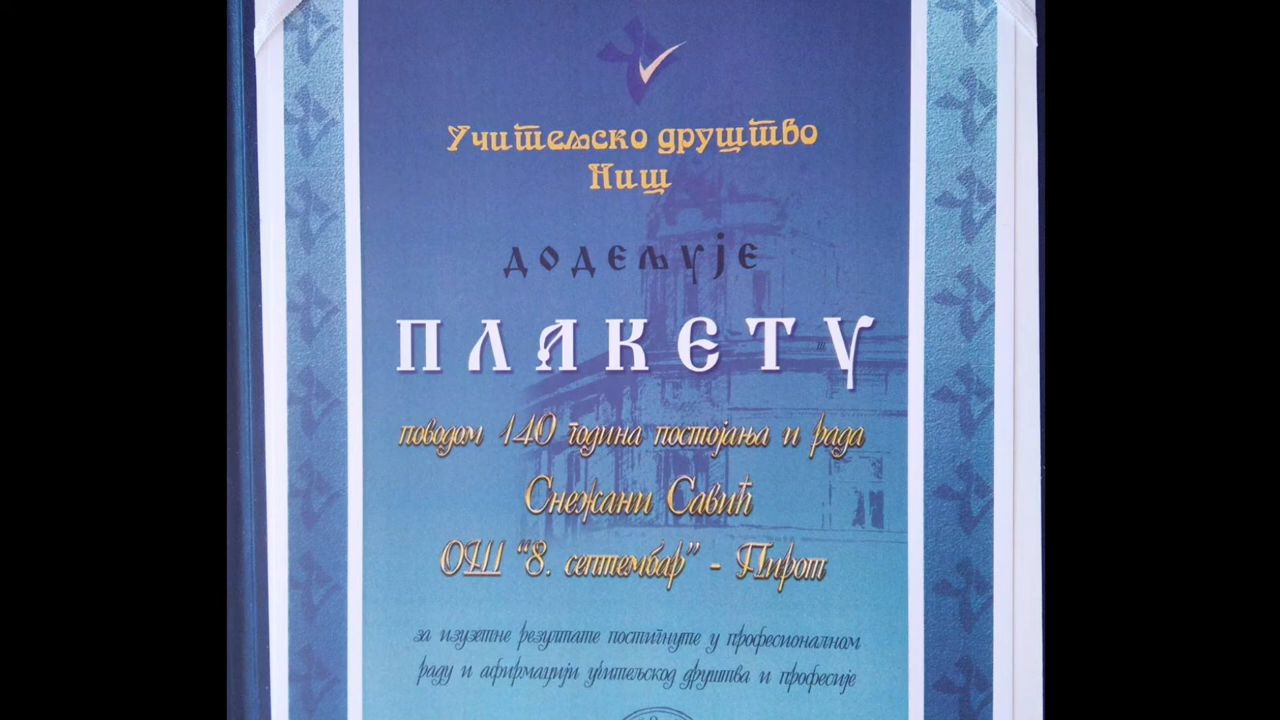 Учитељско друштво
Ниш
додељује
ПЛАКЕТУ
поводом 140 година постојања и рада
Снежани Савић
ОШ “8. септембар” - Пирот
за изузетне резултате постигнуте у професионалном
раду и афирмацији учитељског друштва и професије